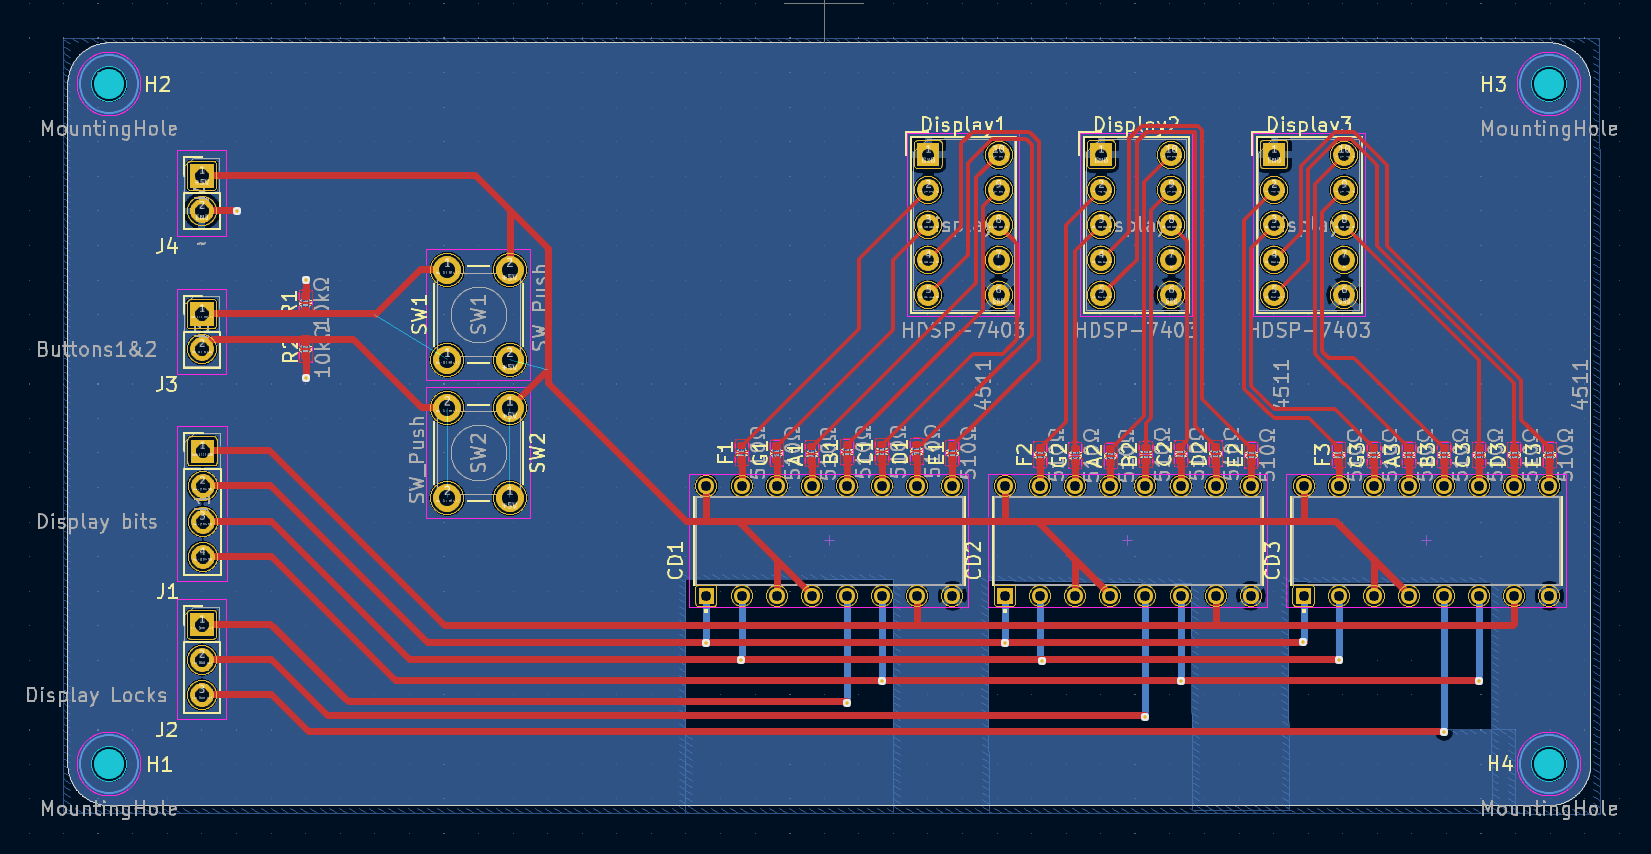 H2
H3
MountingHole
MountingHole
Display1
Display2
Display3
J4
R1
10kΩ
R2
10kΩ
SW1
SW1
SW_Push
Buttons1&2
J3
HDSP-7403
HDSP-7403
HDSP-7403
4511
4511
4511
SW_Push
SW2
SW2
F1
G1
A1
B1
C1
D1
E1
510Ω
F2
G2
A2
B2
C2
D2
E2
510Ω
F3
G3
A3
B3
C3
D3
E3
510Ω
Display bits
J1
CD1
CD2
CD3
Display Locks
J2
H1
H4
MountingHole
MountingHole